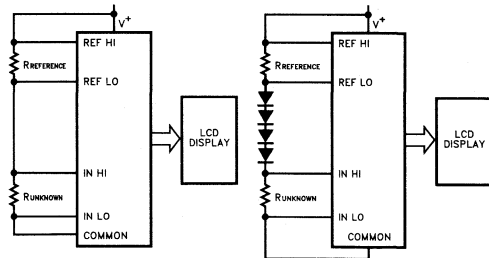 V+
REF HI
RREFERENCE
REF LO
LCD
DISPLAY
IN HI
RUNKNOWN
IN LO
COMMON
V+
REF HI
RREFERENCE
REF LO
LCD
DISPLAY
IN HI
RUNKNOWN
IN LO
COMMON